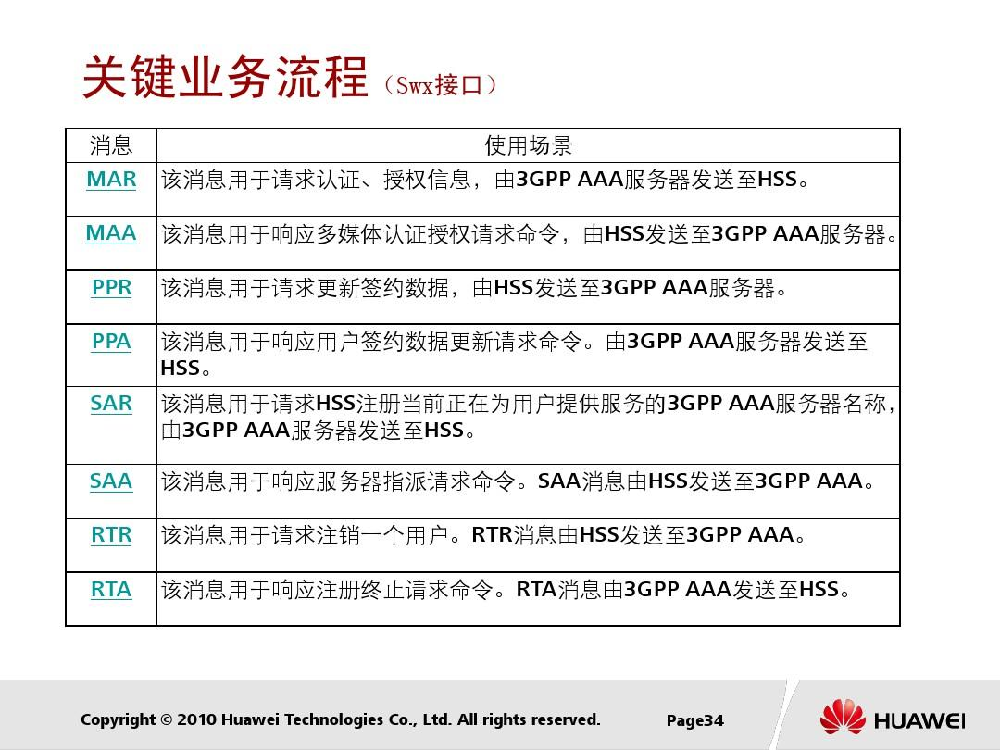 关键业务流程（Swx接口）
消息 使用场景
MAR 该消息用于请求认证、授权信息，由3GPP AAA服务器发送至HSS。
MAA 该消息用于响应多媒体认证授权请求命令，由HSS发送至3GPP AAA服务器。
PPR 该消息用于请求更新签约数据，由HSS发送至3GPP AAA服务器。
PPA 该消息用于响应用户签约数据更新请求命令。由3GPP AAA服务器发送至
HSS。
SAR 该消息用于请求HSS注册当前正在为用户提供服务的3GPP AAA服务器名称，
由3GPP AAA服务器发送至HSS。
SAA 该消息用于响应服务器指派请求命令。SAA消息由HSS发送至3GPP AAA。
RTR 该消息用于请求注销一个用户。RTR消息由HSS发送至3GPP AAA。
RTA 该消息用于响应注册终止请求命令。RTA消息由3GPP AAA发送至HSS。
Copyright © 2010 Huawei Technologies Co., Ltd. All rights reserved. Page34 HUAWEI